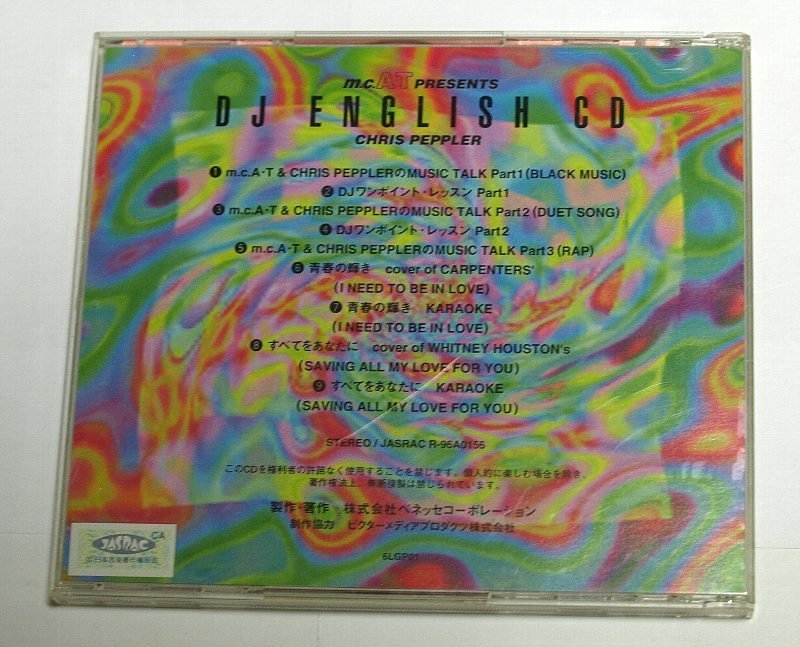 m.c.A·T PRESENTS
DJ ENGLISH CD
CHRIS PEPPLER
❶ m.c.A·T & CHRIS PEPPLERのMUSIC TALK Part1(BLACK MUSIC)
❷ DJワンポイント・レッスン Part1
❸ m.c.A·T & CHRIS PEPPLERのMUSIC TALK Part2(DUET SONG)
❹ DJワンポイント・レッスン Part2
❺ m.c.A·T & CHRIS PEPPLERのMUSIC TALK Part3(RAP)
❻ 青春の輝き cover of CARPENTERS'
(I NEED TO BE IN LOVE)
❼ 青春の輝き KARAOKE
(I NEED TO BE IN LOVE)
❽ すべてをあなたに cover of WHITNEY HOUSTON's
(SAVING ALL MY LOVE FOR YOU)
❾ すべてをあなたに KARAOKE
(SAVING ALL MY LOVE FOR YOU)
STEREO / JASRAC R-96A0156
このCDを権利者の許諾なく使用することを禁じます。個人的に楽しむ場合を除き、
著作権法上、無断複製は禁じられています。
製作・著作 株式会社ベネッセコーポレーション
制作協力 ビクターメディアプロダクツ株式会社
6LGP01
CA
JASRAC
日本音楽著作権協会